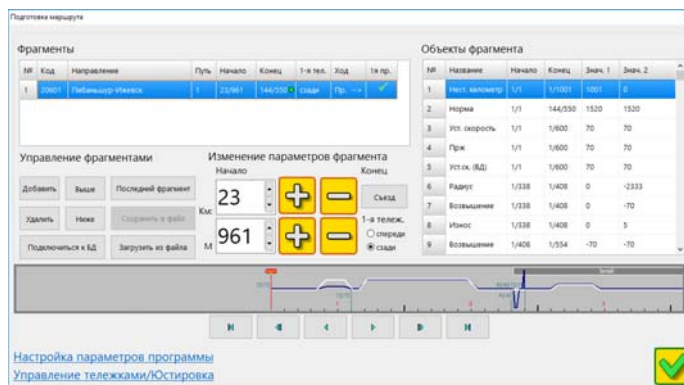 Подготовка маршрута
Фрагменты
№ Код Направление Путь Начало Конец 1-я тел. Ход 1я пр.
1 20601 Пибаньшур-Ижевск 1 23/961 144/550 сзади Пр. -->
Управление фрагментами
Добавить Выше Последний фрагмент
Удалить Ниже Сохранить в файл
Подключиться к БД Загрузить из файла
Изменение параметров фрагмента
Начало Конец
Км: 23 + − Съезд
М 961 + −
1-я тележ.
спереди
сзади
Объекты фрагмента
№ Название Начало Конец Знач. 1 Знач. 2
1 Нест. километр 1/1 1/1001 1001 0
2 Норма 1/1 144/550 1520 1520
3 Уст. скорость 1/1 1/600 70 70
4 Прж 1/1 1/600 70 70
5 Уст.ск. (ВД) 1/1 1/600 70 70
6 Радиус 1/338 1/408 0 -2333
7 Возвышение 1/338 1/408 0 -70
8 Износ 1/338 1/408 0 5
9 Возвышение 1/408 1/554 -70 -70
Настройка параметров программы
Управление тележками/Юстировка